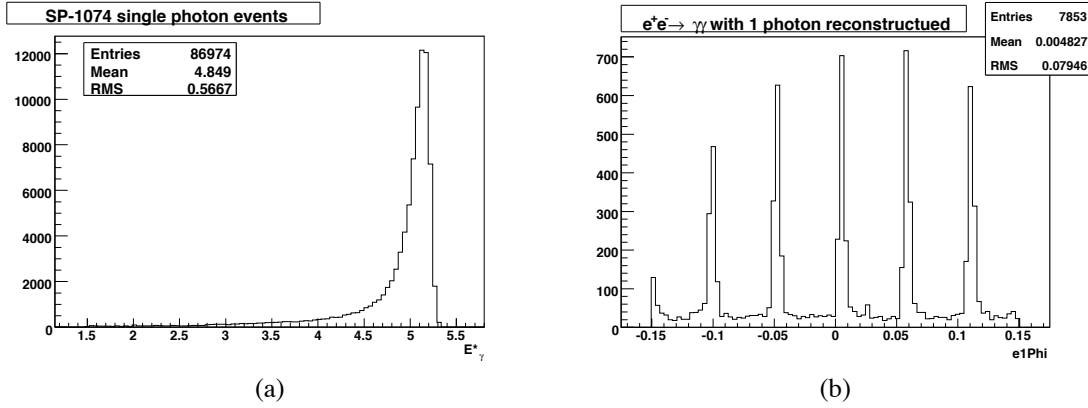 SP-1074 single photon events
Entries 86974
Mean 4.849
RMS 0.5667
12000
10000
8000
6000
4000
2000
0
1.5 2 2.5 3 3.5 4 4.5 5 5.5
E*γ
(a)
e+e-→ γγ with 1 photon reconstructued
Entries 7853
Mean 0.004827
RMS 0.07946
700
600
500
400
300
200
100
0
-0.15 -0.1 -0.05 0 0.05 0.1 0.15
e1Phi
(b)